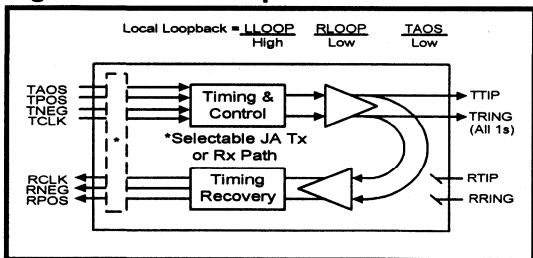 Local Loopback = LLOOP RLOOP TAOS
High Low Low
TAOS
TPOS
TNEG
TCLK
Timing &
Control
TTIP
TRING
(All 1s)
*Selectable JA Tx
or Rx Path
*
RCLK
RNEG
RPOS
Timing
Recovery
RTIP
RRING